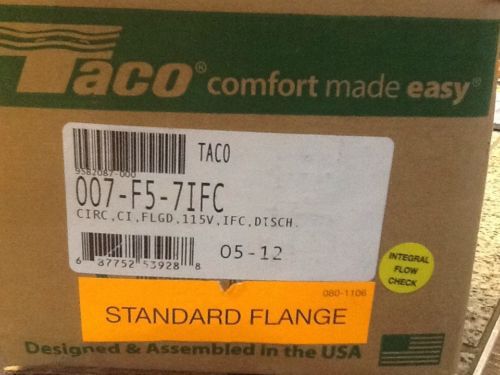 Taco® comfort made easy®
TACO
9582087-000
007-F5-7IFC
CIRC,CI,FLGD,115V,IFC,DISCH.
05-12
6 87752 53928 8
INTEGRAL
FLOW
CHECK
080-1106
STANDARD FLANGE
Designed & Assembled in the USA